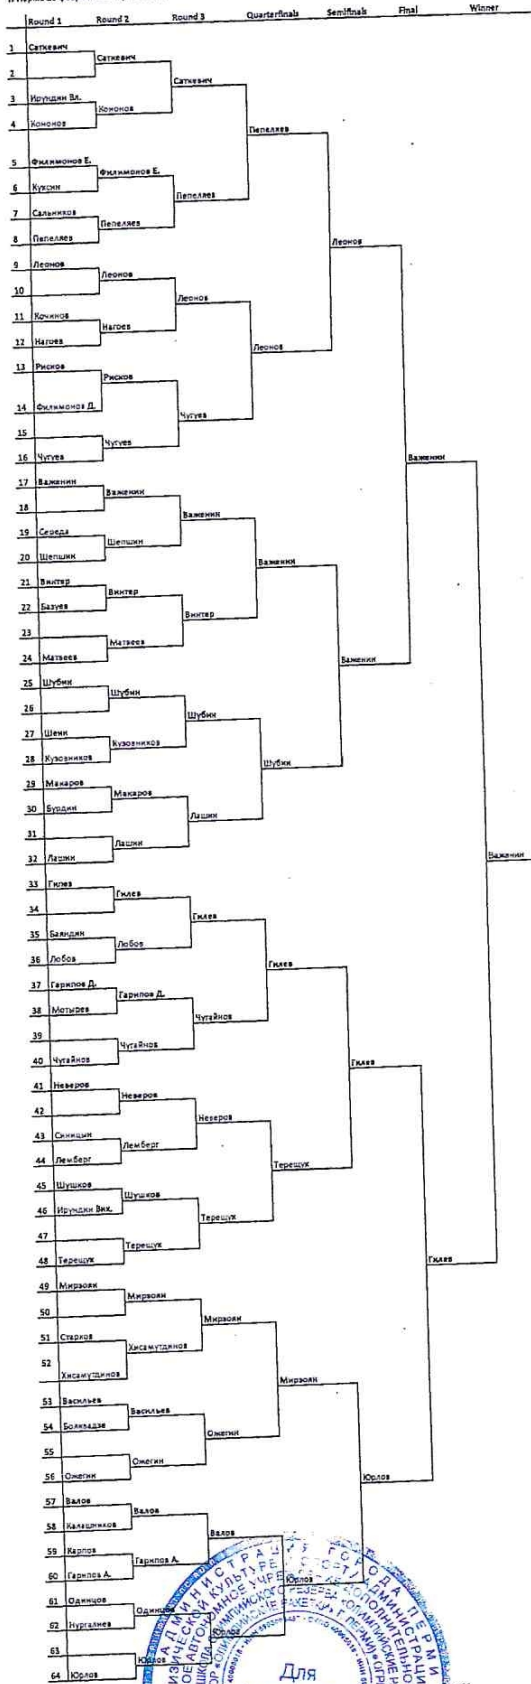 Round 1 Round 2 Round 3 Quarterfinals Semifinals Final Winner
1 Саткевич
Саткевич
2
Саткевич
3 Ирундин Вл.
Кононов
4 Кононов
Пепеляев
5 Филимонов Е.
Филимонов Е.
6 Куксин
Пепеляев
7 Сальников
Пепеляев
8 Пепеляев
Леонов
9 Леонов
Леонов
10
Леонов
11 Кочинов
Нагоев
12 Нагоев
Леонов
13 Рисков
Рисков
14 Филимонов Д.
Чугуев
15
Чугуев
16 Чугуев
Важенин
17 Важенин
Важенин
18
Важенин
19 Середа
Шепшин
20 Шепшин
Важенин
21 Винтер
Винтер
22 Базуев
Винтер
23
Матвеев
24 Матвеев
Важенин
25 Шубин
Шубин
26
Шубин
27 Шеин
Кузовников
28 Кузовников
Шубин
29 Макаров
Макаров
30 Бурдин
Лашин
31
Лашин
32 Лашин
Важенин
33 Гилев
Гилев
34
Гилев
35 Баяндин
Лобов
36 Лобов
Гилев
37 Гарипов Д.
Гарипов Д.
38 Мотырев
Чугайнов
39
Чугайнов
40 Чугайнов
Гилев
41 Неверов
Неверов
42
Неверов
43 Синицын
Лемберг
44 Лемберг
Терещук
45 Шушков
Шушков
46 Ирундин Вик.
Терещук
47
Терещук
48 Терещук
Гилев
49 Мирзоян
Мирзоян
50
Мирзоян
51 Старков
Хисамутдинов
52 Хисамутдинов
Мирзоян
53 Васильев
Васильев
54 Болквадзе
Ожегин
55
Ожегин
56 Ожегин
Юрлов
57 Валов
Валов
58 Калашников
Валов
59 Карпов
Гарипов А.
60 Гарипов А.
Юрлов
61 Одинцов
Одинцов
62 Нургалиев
Юрлов
63
Юрлов
64 Юрлов
АДМИНИСТРАЦИЯ ГОРОДА ПЕРМИ
Для